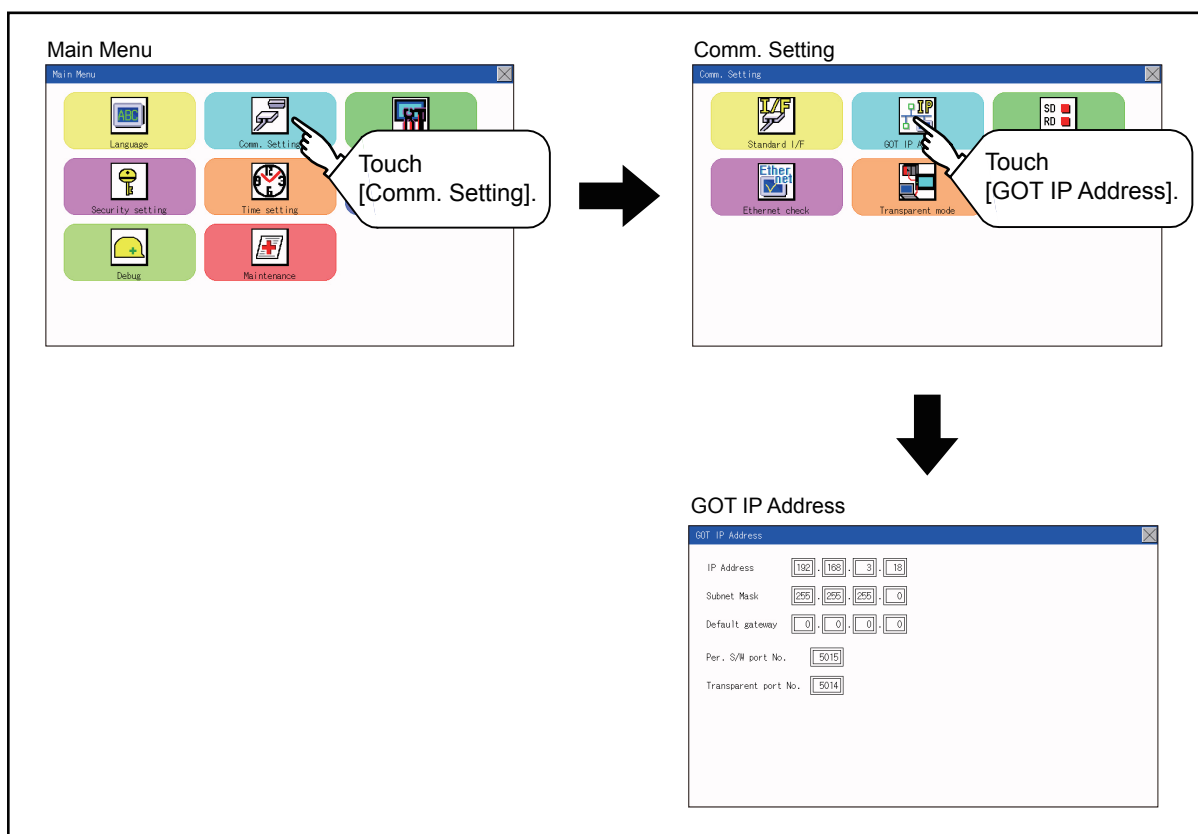 Main Menu
Main Menu
ABC
Language
Comm. Setting
Touch
[Comm. Setting].
Security setting
Time setting
Debug
Maintenance
Comm. Setting
Comm. Setting
I/F
Standard I/F
IP
GOT IP A
SD
RD
Touch
[GOT IP Address].
Ether
net
Ethernet check
Transparent mode
GOT IP Address
GOT IP Address
IP Address 192 . 168 . 3 . 18
Subnet Mask 255 . 255 . 255 . 0
Default gateway 0 . 0 . 0 . 0
Per. S/W port No. 5015
Transparent port No. 5014